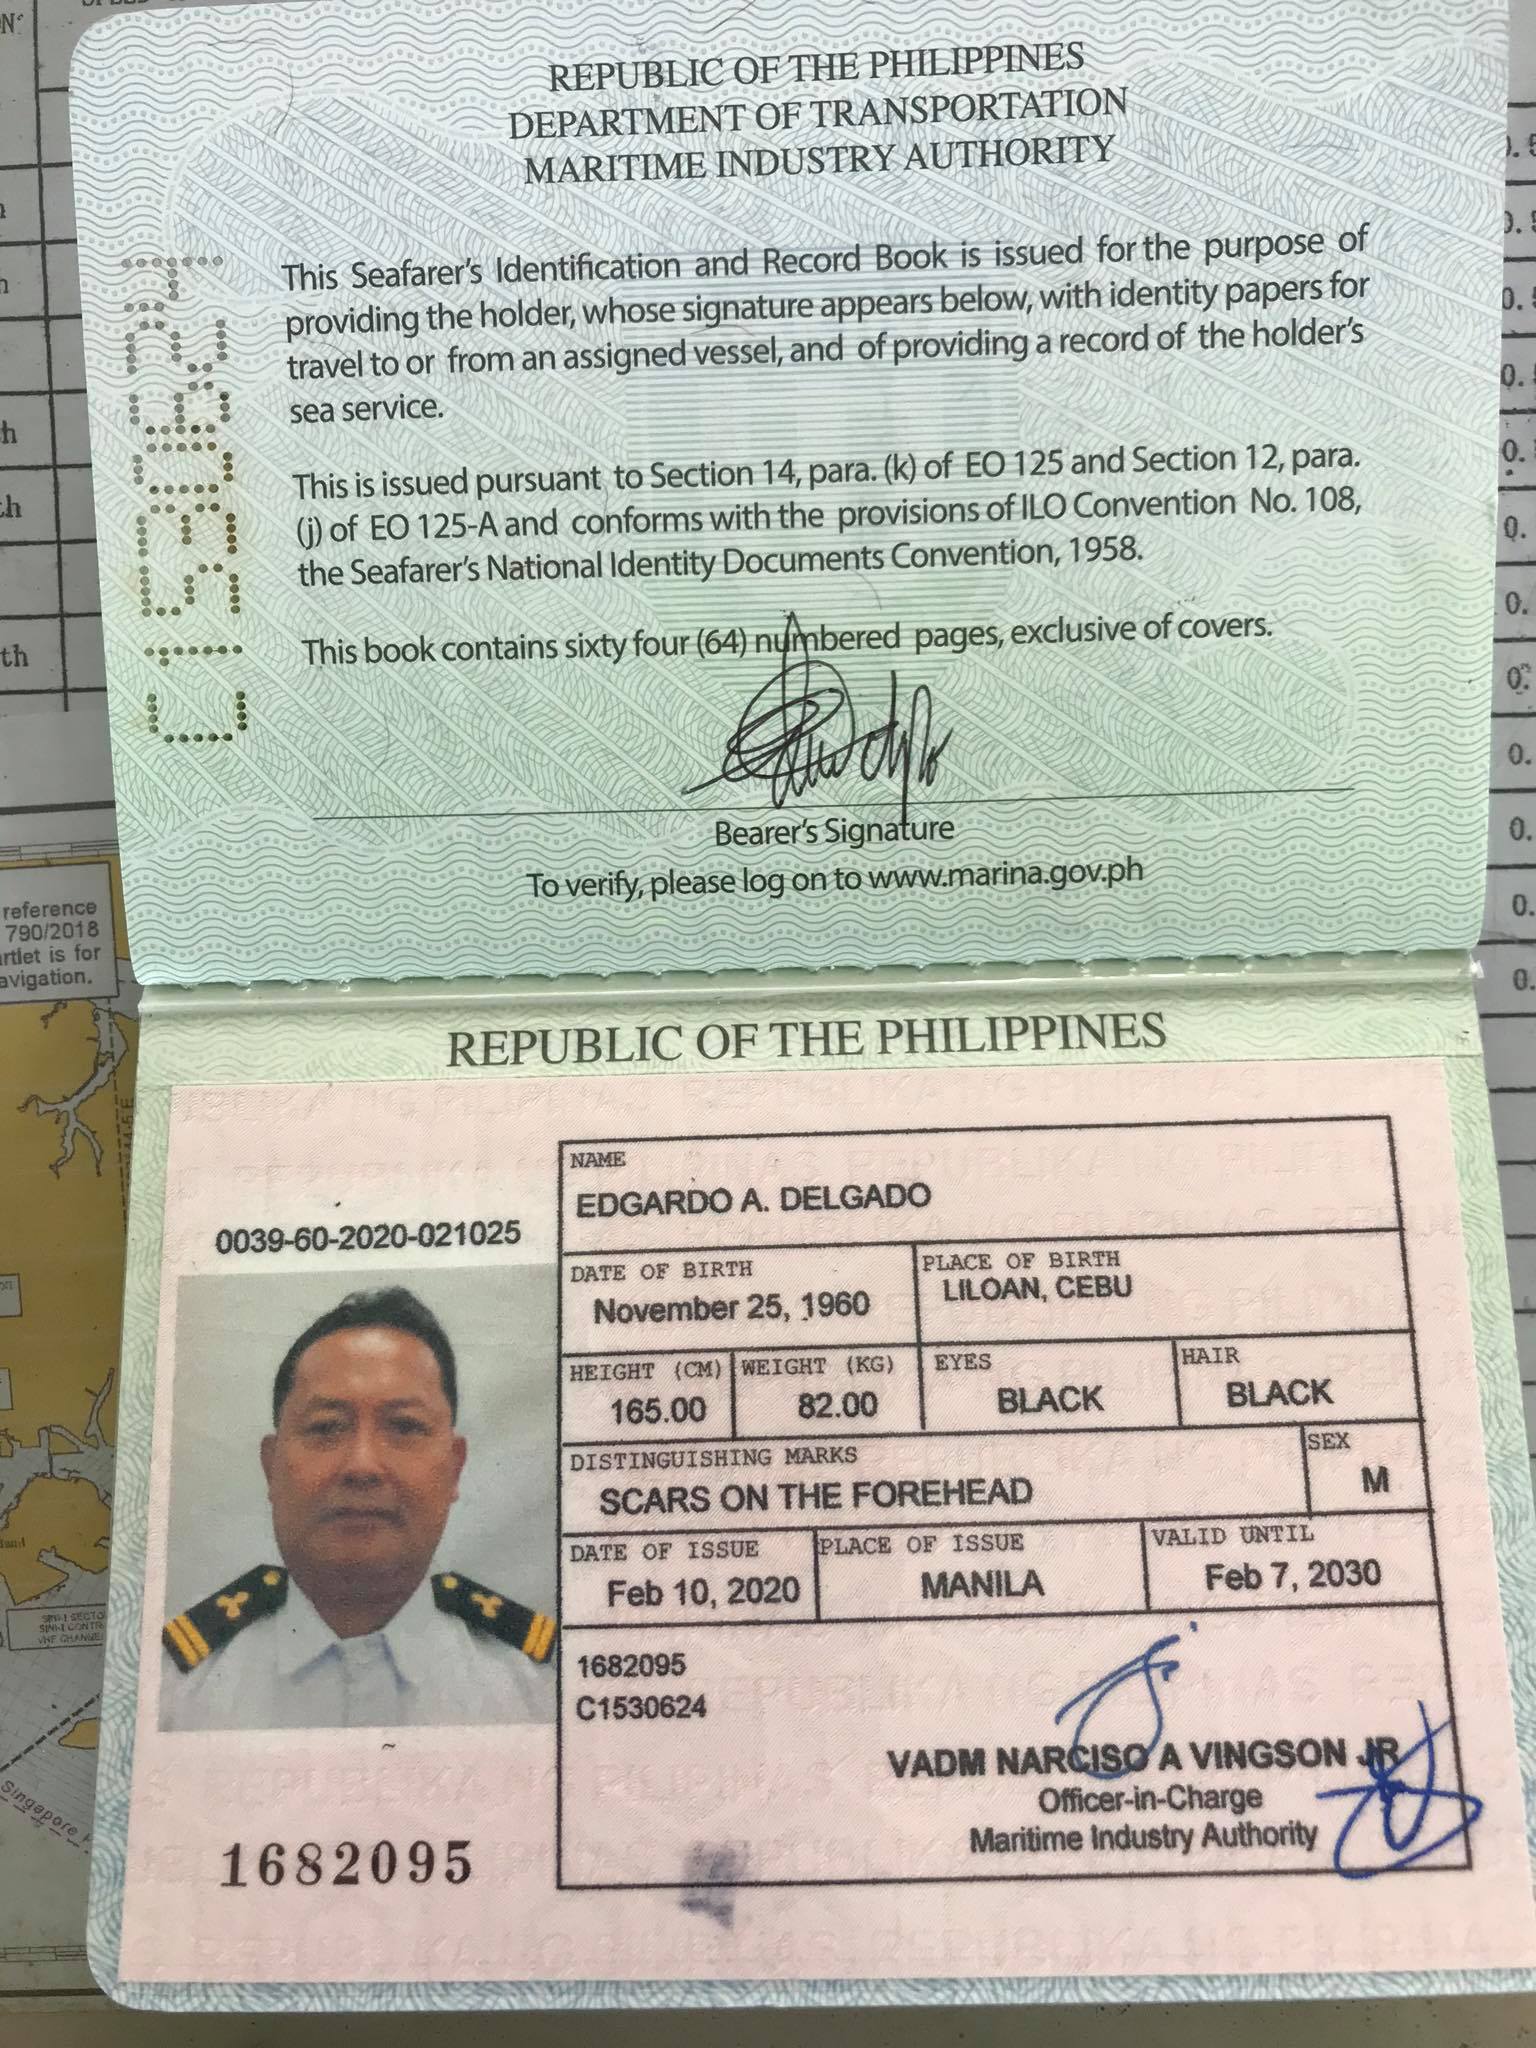 REPUBLIC OF THE PHILIPPINES
DEPARTMENT OF TRANSPORTATION
MARITIME INDUSTRY AUTHORITY
This Seafarer's Identification and Record Book is issued for the purpose of
providing the holder, whose signature appears below, with identity papers for
travel to or from an assigned vessel, and of providing a record of the holder's
sea service.
This is issued pursuant to Section 14, para. (k) of EO 125 and Section 12, para.
(j) of EO 125-A and conforms with the provisions of ILO Convention No. 108,
the Seafarer's National Identity Documents Convention, 1958.
This book contains sixty four (64) numbered pages, exclusive of covers.
Bearer's Signature
To verify, please log on to www.marina.gov.ph
reference
790/2018
is for
REPUBLIC OF THE PHILIPPINES
0039-60-2020-021025
NAME
EDGARDO A. DELGADO
DATE OF BIRTH
November 25, 1960
PLACE OF BIRTH
LILOAN, CEBU
HEIGHT (CM)
165.00
WEIGHT (KG)
82.00
EYES
BLACK
HAIR
BLACK
DISTINGUISHING MARKS
SCARS ON THE FOREHEAD
SEX
M
DATE OF ISSUE
Feb 10, 2020
PLACE OF ISSUE
MANILA
VALID UNTIL
Feb 7, 2030
1682095
C1530624
VADM NARCISO A VINGSON JR
Officer-in-Charge
Maritime Industry Authority
1682095
Singapore